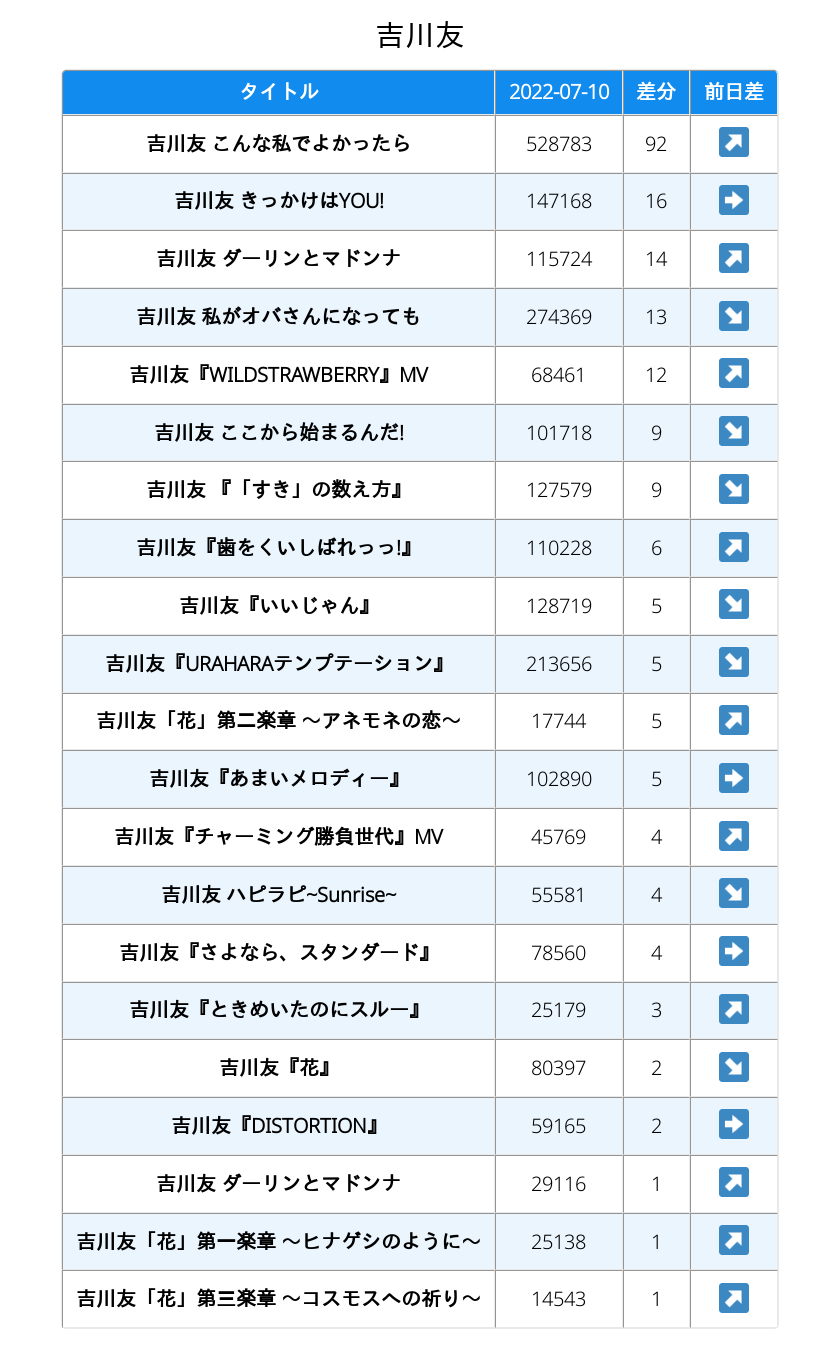 吉川友
タイトル 2022-07-10 差分 前日差
吉川友 こんな私でよかったら 528783 92 ↗
吉川友 きっかけはYOU! 147168 16 ➡
吉川友 ダーリンとマドンナ 115724 14 ↗
吉川友 私がオバさんになっても 274369 13 ↘
吉川友『WILDSTRAWBERRY』MV 68461 12 ↗
吉川友 ここから始まるんだ! 101718 9 ↘
吉川友 『「すき」の数え方』 127579 9 ↘
吉川友『歯をくいしばれっっ!』 110228 6 ↗
吉川友『いいじゃん』 128719 5 ↘
吉川友『URAHARAテンプテーション』 213656 5 ↘
吉川友「花」第二楽章 〜アネモネの恋〜 17744 5 ↗
吉川友『あまいメロディー』 102890 5 ➡
吉川友『チャーミング勝負世代』MV 45769 4 ↗
吉川友 ハピラピ~Sunrise~ 55581 4 ↘
吉川友『さよなら、スタンダード』 78560 4 ➡
吉川友『ときめいたのにスルー』 25179 3 ↗
吉川友『花』 80397 2 ↘
吉川友『DISTORTION』 59165 2 ➡
吉川友 ダーリンとマドンナ 29116 1 ↗
吉川友「花」第一楽章 〜ヒナゲシのように〜 25138 1 ↗
吉川友「花」第三楽章 〜コスモスへの祈り〜 14543 1 ↗